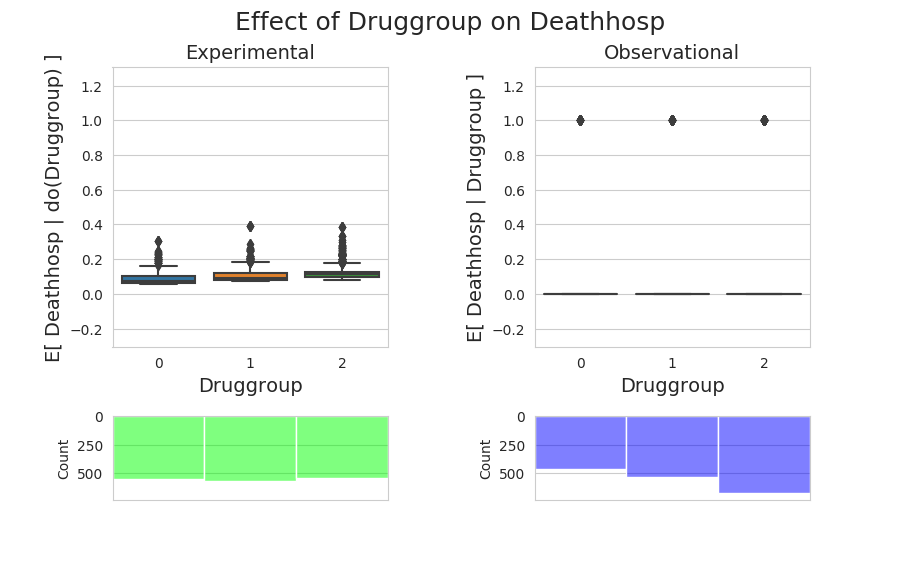 Effect of Druggroup on Deathhosp
Experimental
E[ Deathhosp | do(Druggroup) ]
1.2
1.0
0.8
0.6
0.4
0.2
0.0
−0.2
0 1 2
Druggroup
Count
0
250
500
Observational
E[ Deathhosp | Druggroup ]
1.2
1.0
0.8
0.6
0.4
0.2
0.0
−0.2
0 1 2
Druggroup
Count
0
250
500